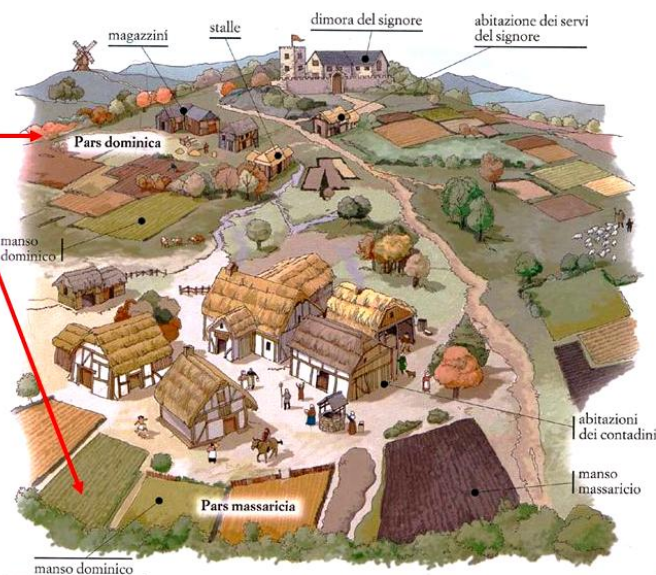 magazzini
stalle
dimora del signore
abitazione dei servi
del signore
Pars dominica
manso
dominico
abitazioni
dei contadini
manso
massaricio
Pars massaricia
manso dominico